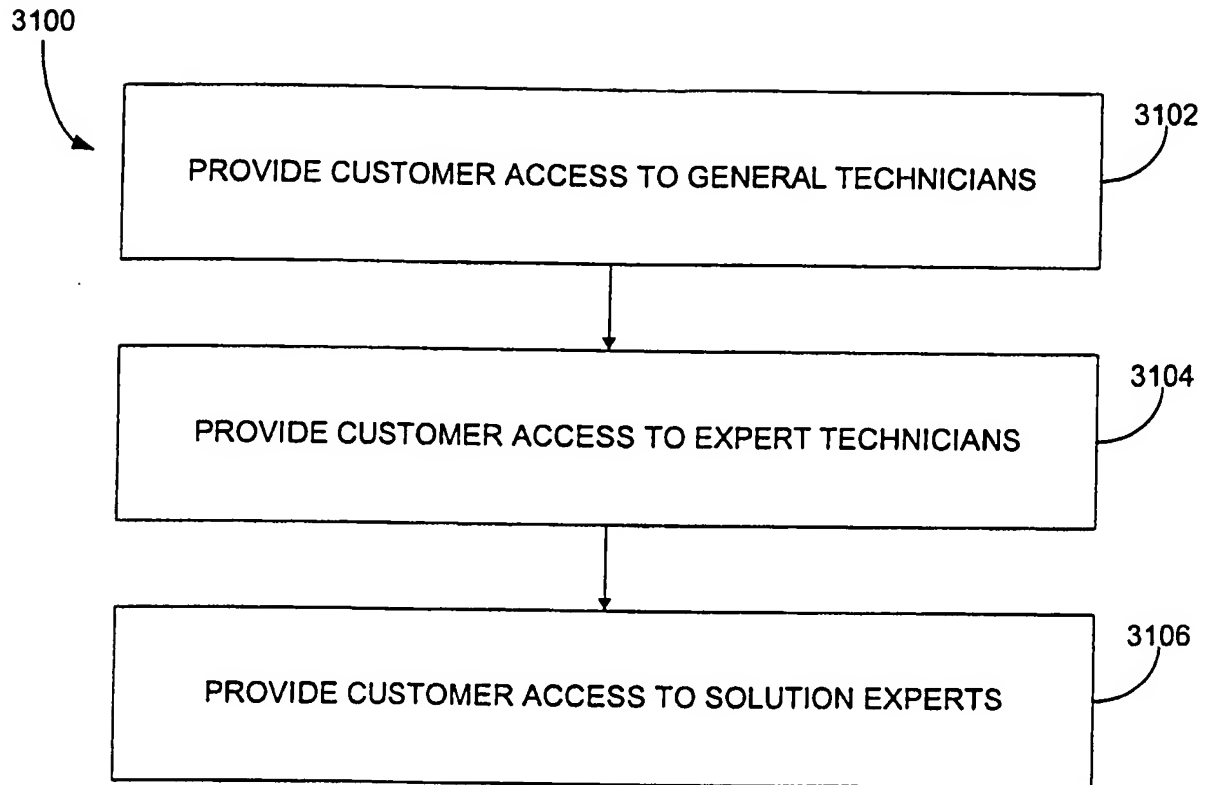 3100
3102
PROVIDE CUSTOMER ACCESS TO GENERAL TECHNICIANS
3104
PROVIDE CUSTOMER ACCESS TO EXPERT TECHNICIANS
3106
PROVIDE CUSTOMER ACCESS TO SOLUTION EXPERTS